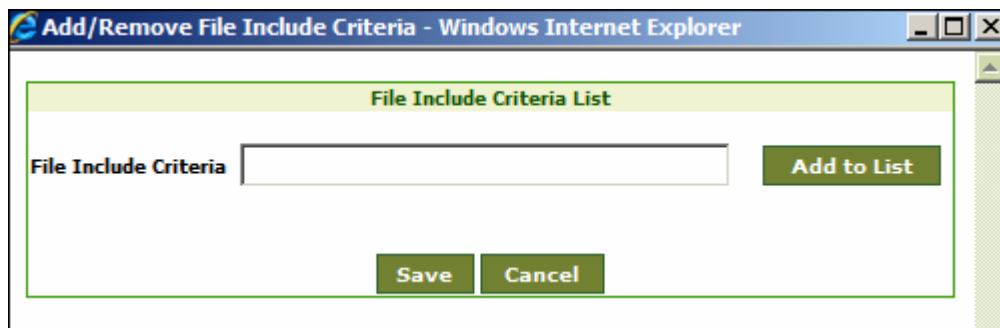 Add/Remove File Include Criteria - Windows Internet Explorer
File Include Criteria List
File Include Criteria Add to List
Save Cancel